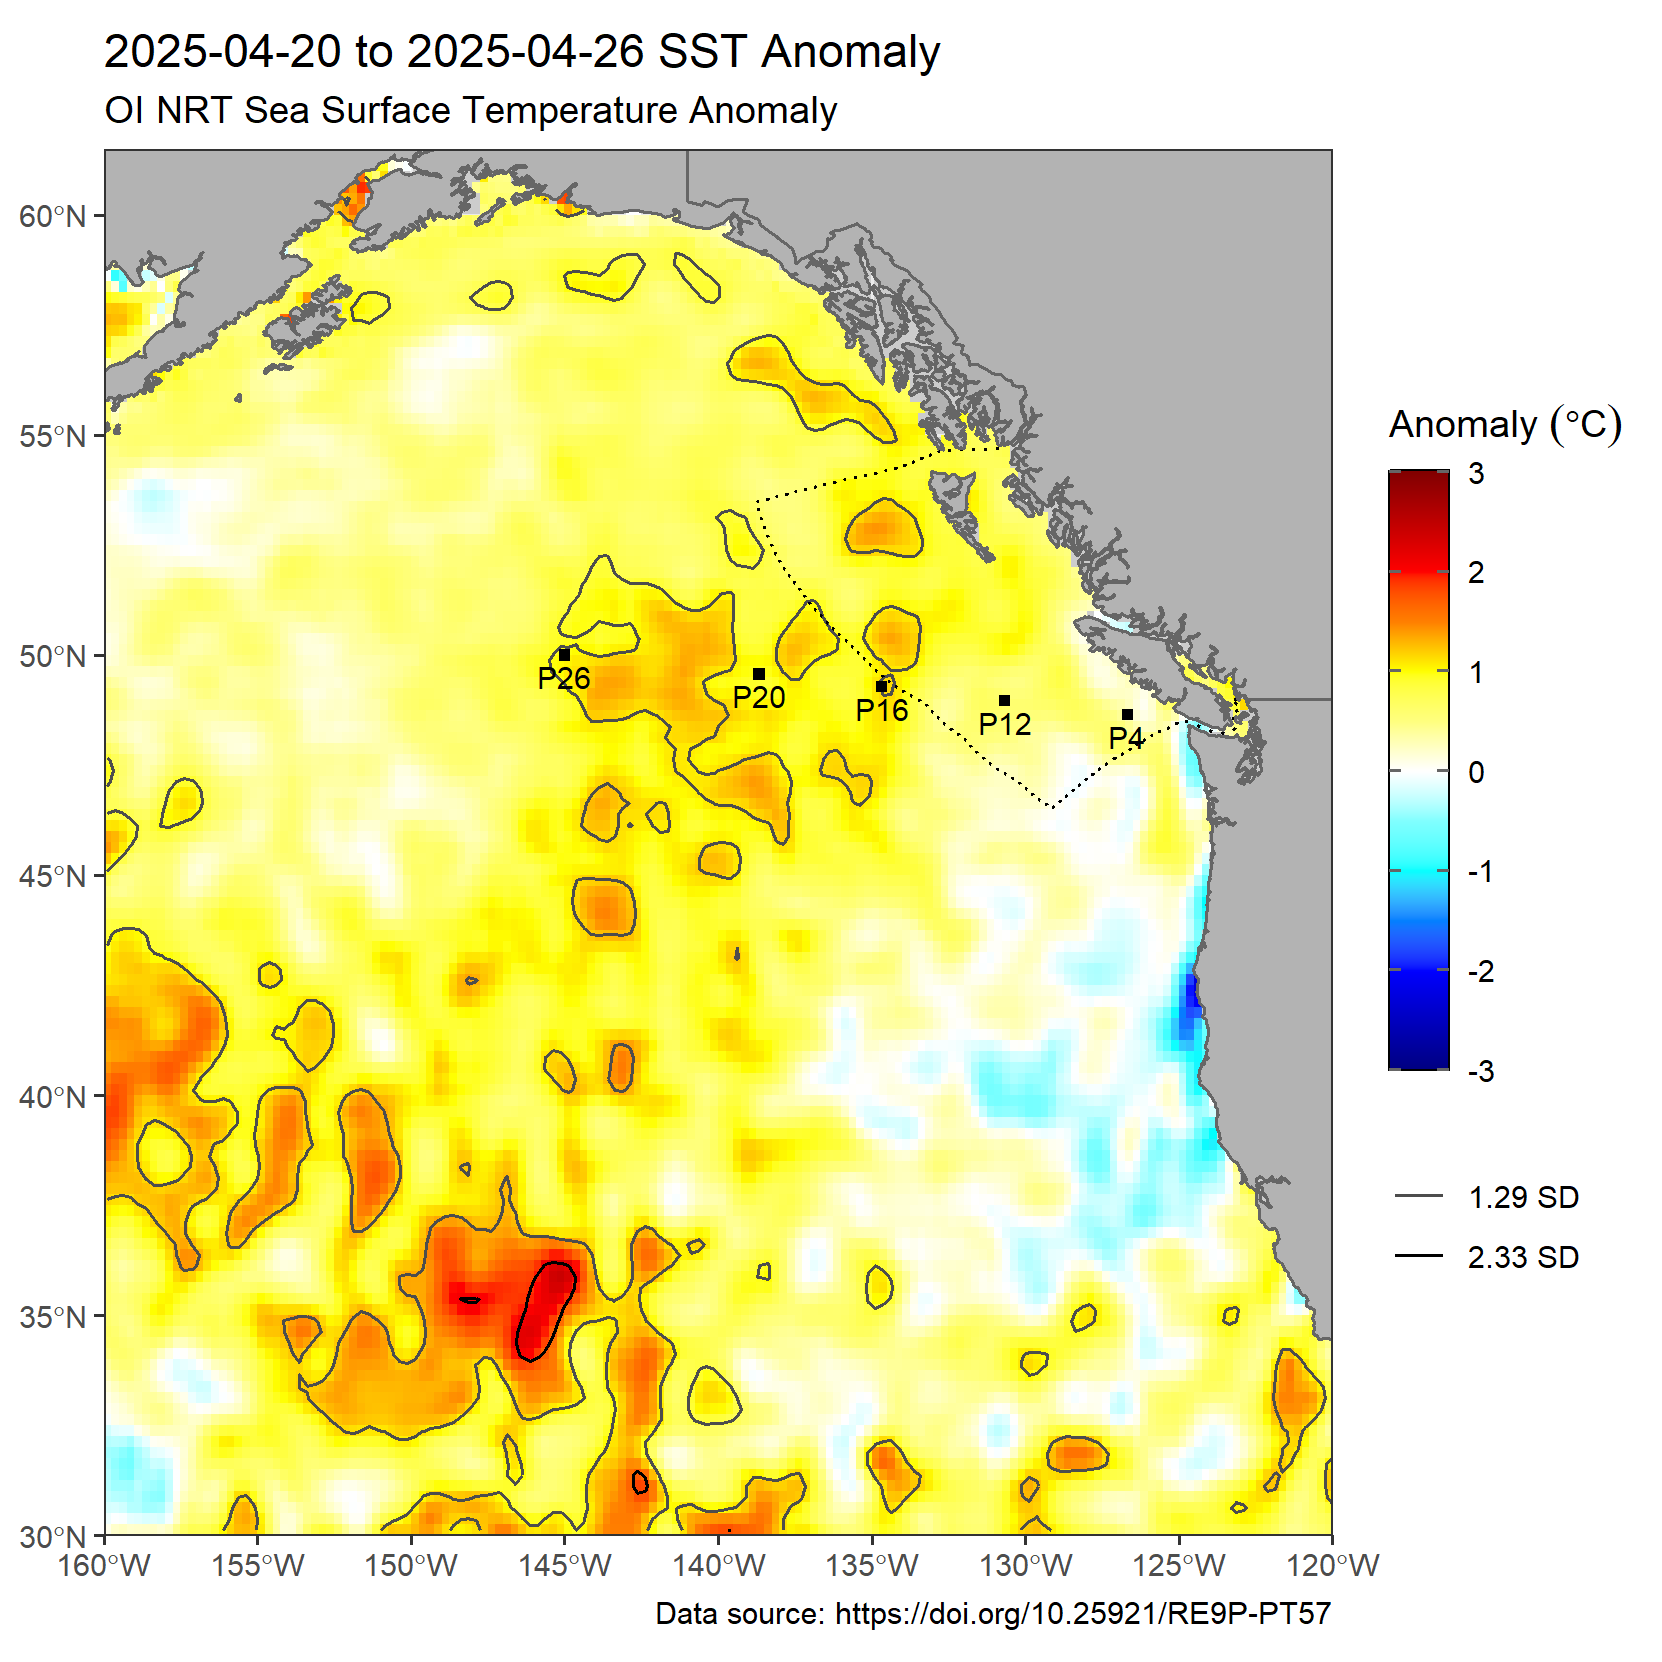 2025-04-20 to 2025-04-26 SST Anomaly
OI NRT Sea Surface Temperature Anomaly
60°N
55°N
50°N
45°N
40°N
35°N
30°N
160°W
155°W
150°W
145°W
140°W
135°W
130°W
125°W
120°W
P26
P20
P16
P12
P4
Anomaly (°C)
3
2
1
0
-1
-2
-3
1.29 SD
2.33 SD
Data source: https://doi.org/10.25921/RE9P-PT57